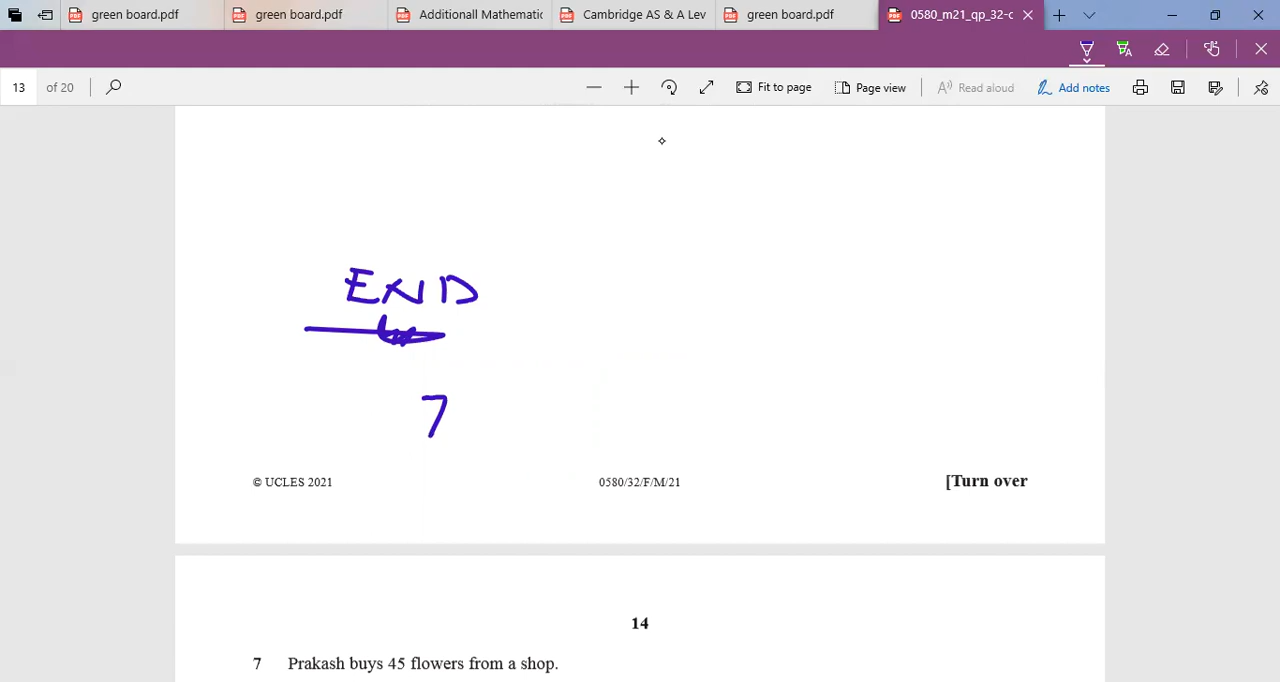 green board.pdf green board.pdf Additionall Mathematic Cambridge AS & A Lev green board.pdf 0580_m21_qp_32-c
13 of 20 Fit to page Page view Read aloud Add notes
END
7
© UCLES 2021 0580/32/F/M/21 [Turn over
14
7 Prakash buys 45 flowers from a shop.